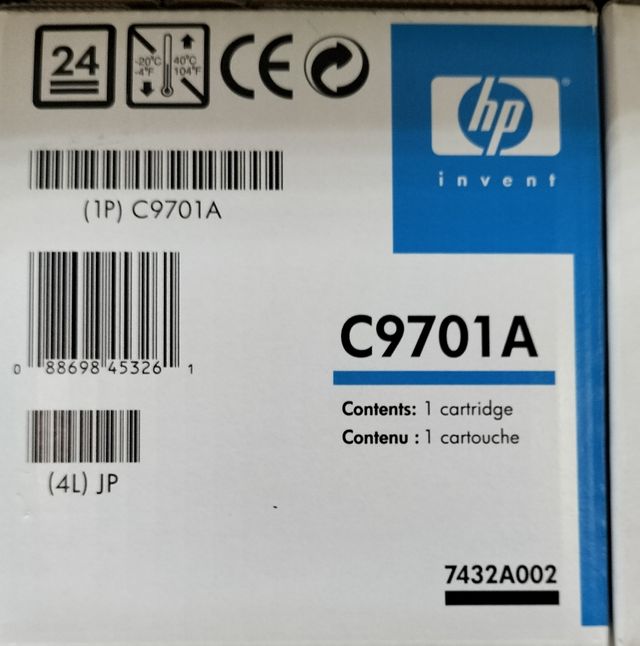 24
-20°C
-4°F
40°C
104°F
CE
hp
®
invent
(1P) C9701A
0 88698 45326 1
C9701A
Contents: 1 cartridge
Contenu : 1 cartouche
(4L) JP
7432A002